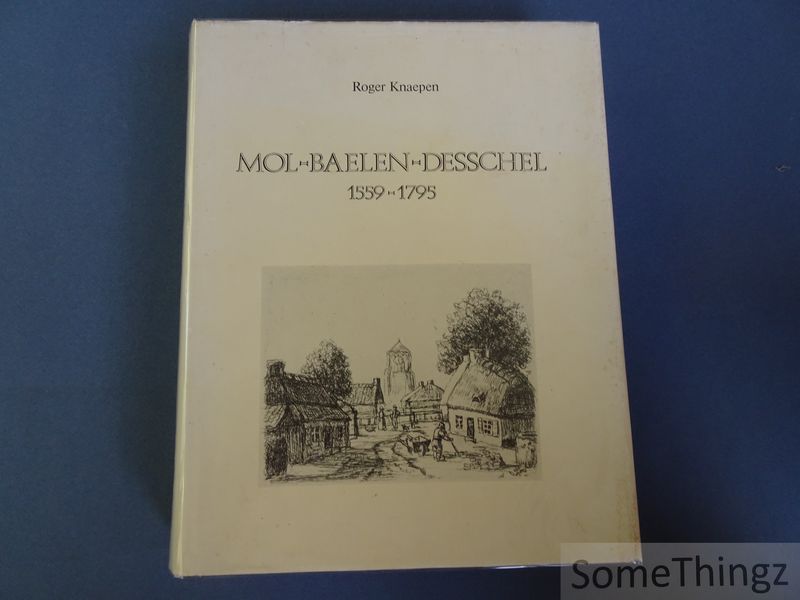 Roger Knaepen
MOL-BAELEN-DESSCHEL
1559-1795
SomeThingz